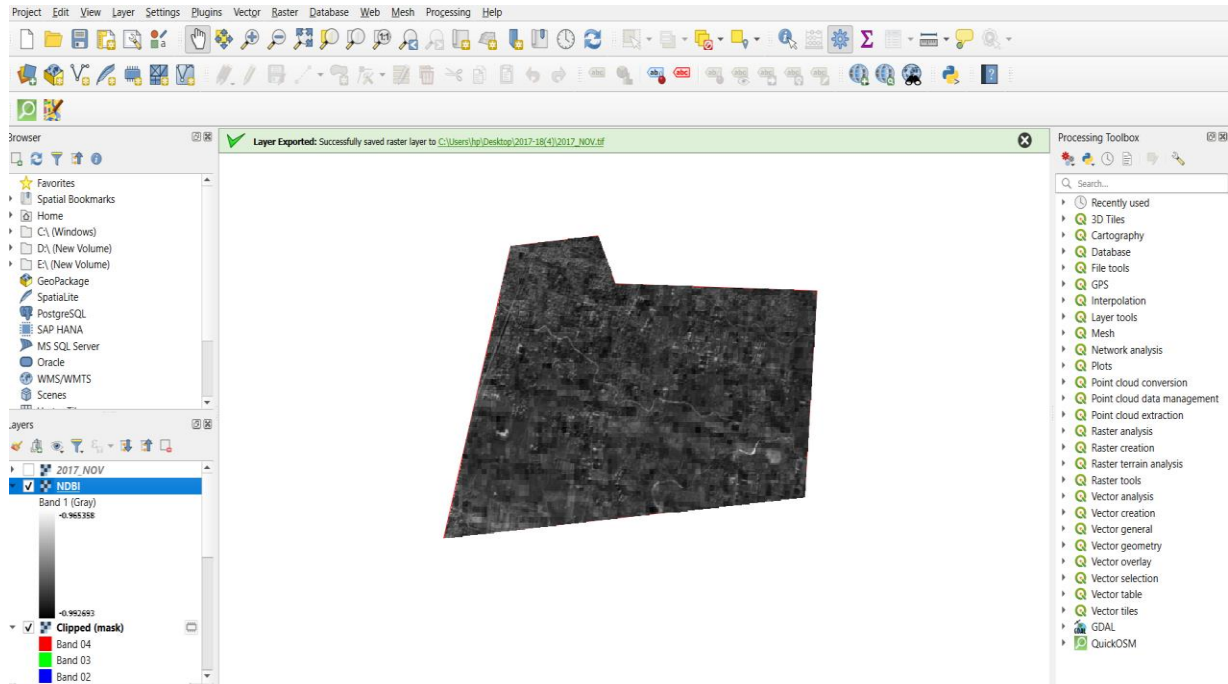 Project Edit View Layer Settings Plugins Vector Raster Database Web Mesh Processing Help
Browser
Favorites
Spatial Bookmarks
Home
C:\ (Windows)
D:\ (New Volume)
E:\ (New Volume)
GeoPackage
SpatiaLite
PostgreSQL
SAP HANA
MS SQL Server
Oracle
WMS/WMTS
Scenes
Layers
2017_NOV
NDBI
Band 1 (Gray)
-0.965358
-0.992693
Clipped (mask)
Band 04
Band 03
Band 02
Layer Exported: Successfully saved raster layer to C:\Users\hp\Desktop\2017-18(4)\2017_NOV.tif
Processing Toolbox
Search...
Recently used
3D Tiles
Cartography
Database
File tools
GPS
Interpolation
Layer tools
Mesh
Network analysis
Plots
Point cloud conversion
Point cloud data management
Point cloud extraction
Raster analysis
Raster creation
Raster terrain analysis
Raster tools
Vector analysis
Vector creation
Vector general
Vector geometry
Vector overlay
Vector selection
Vector table
Vector tiles
GDAL
QuickOSM